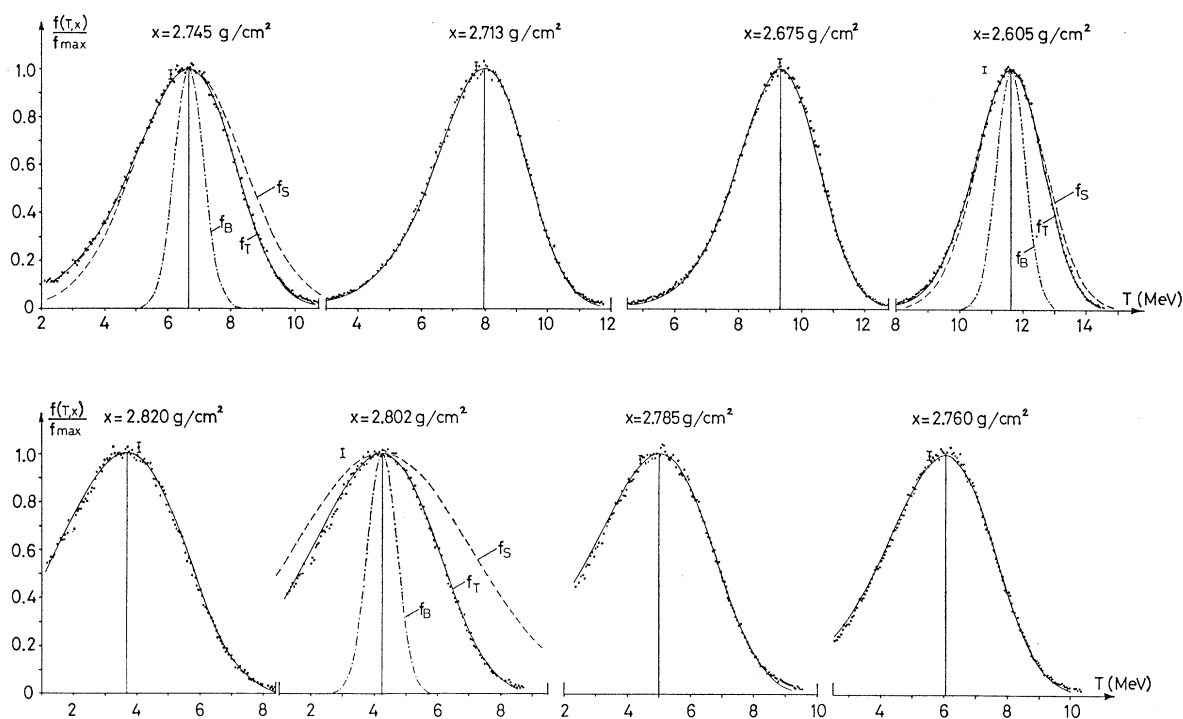 f(T,x)
fmax
x=2.745 g/cm²
x=2.713 g/cm²
x=2.675 g/cm²
x=2.605 g/cm²
1.0
0.8
0.6
0.4
0.2
0
fS
fB
fT
fS
fT
fB
T (MeV)
2 4 6 8 10
4 6 8 10 12
6 8 10 12
8 10 12 14
f(T,x)
fmax
x=2.820 g/cm²
x=2.802 g/cm²
x=2.785 g/cm²
x=2.760 g/cm²
1.0
0.8
0.6
0.4
0.2
0
fS
fT
fB
T (MeV)
2 4 6 8
2 4 6 8
2 4 6 8 10
4 6 8 10